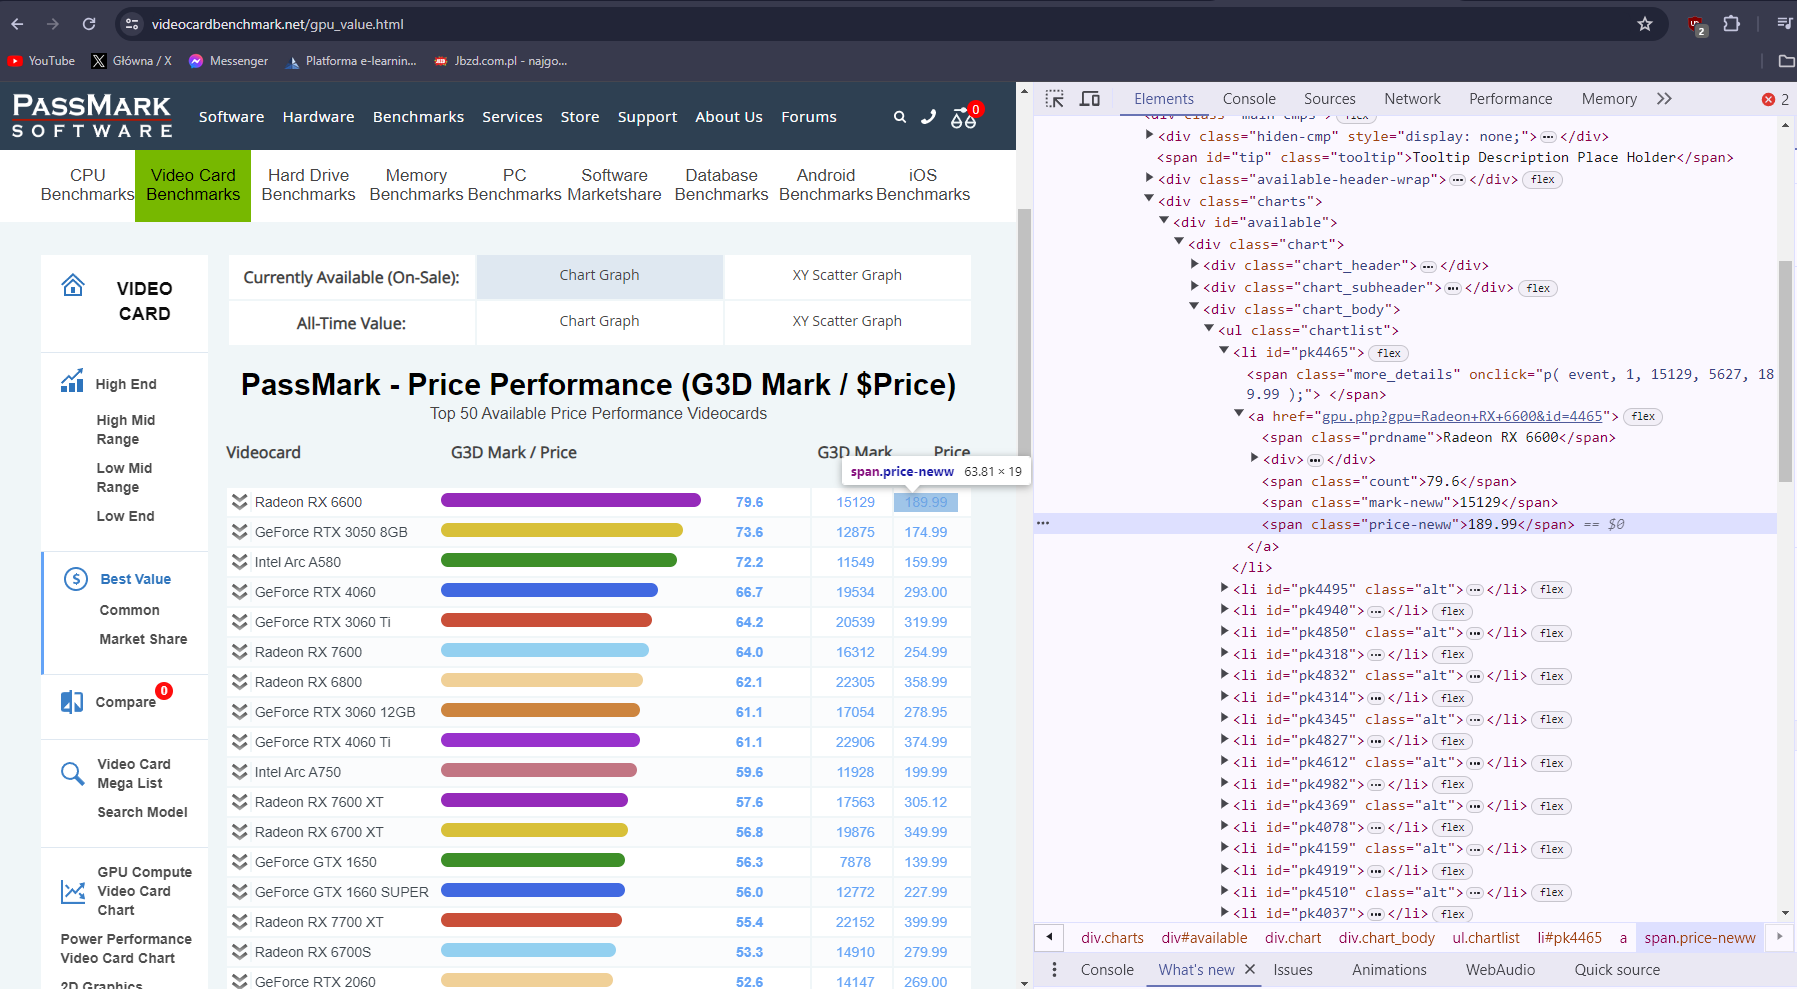 videocardbenchmark.net/gpu_value.html
2
YouTube
Główna / X
Messenger
Platforma e-learnin...
Jbzd.com.pl - najgo...
PASSMARK
SOFTWARE
Software Hardware Benchmarks Services Store Support About Us Forums
0
CPU Benchmarks
Video Card Benchmarks
Hard Drive Benchmarks
Memory Benchmarks
PC Benchmarks
Software Marketshare
Database Benchmarks
Android Benchmarks
iOS Benchmarks
VIDEO
CARD
High End
High Mid
Range
Low Mid
Range
Low End
Best Value
Common
Market Share
Compare 0
Video Card
Mega List
Search Model
GPU Compute
Video Card
Chart
Power Performance
Video Card Chart
2D Graphics
Currently Available (On-Sale): Chart Graph XY Scatter Graph
All-Time Value: Chart Graph XY Scatter Graph
PassMark - Price Performance (G3D Mark / $Price)
Top 50 Available Price Performance Videocards
Videocard G3D Mark / Price G3D Mark Price
span.price-neww 63.81 × 19
Radeon RX 6600 79.6 15129 189.99
GeForce RTX 3050 8GB 73.6 12875 174.99
Intel Arc A580 72.2 11549 159.99
GeForce RTX 4060 66.7 19534 293.00
GeForce RTX 3060 Ti 64.2 20539 319.99
Radeon RX 7600 64.0 16312 254.99
Radeon RX 6800 62.1 22305 358.99
GeForce RTX 3060 12GB 61.1 17054 278.95
GeForce RTX 4060 Ti 61.1 22906 374.99
Intel Arc A750 59.6 11928 199.99
Radeon RX 7600 XT 57.6 17563 305.12
Radeon RX 6700 XT 56.8 19876 349.99
GeForce GTX 1650 56.3 7878 139.99
GeForce GTX 1660 SUPER 56.0 12772 227.99
Radeon RX 7700 XT 55.4 22152 399.99
Radeon RX 6700S 53.3 14910 279.99
GeForce RTX 2060 52.6 14147 269.00
Elements Console Sources Network Performance Memory 2
<div class="main-cmps"> flex
<div class="hiden-cmp" style="display: none;"> ... </div>
<span id="tip" class="tooltip">Tooltip Description Place Holder</span>
<div class="available-header-wrap"> ... </div> flex
<div class="charts">
<div id="available">
<div class="chart">
<div class="chart_header"> ... </div>
<div class="chart_subheader"> ... </div> flex
<div class="chart_body">
<ul class="chartlist">
<li id="pk4465"> flex
<span class="more_details" onclick="p( event, 1, 15129, 5627, 18
9.99 );"> </span>
<a href="gpu.php?gpu=Radeon+RX+6600&id=4465"> flex
<span class="prdname">Radeon RX 6600</span>
<div> ... </div>
<span class="count">79.6</span>
<span class="mark-neww">15129</span>
... <span class="price-neww">189.99</span> == $0
</a>
</li>
<li id="pk4495" class="alt"> ... </li> flex
<li id="pk4940"> ... </li> flex
<li id="pk4850" class="alt"> ... </li> flex
<li id="pk4318"> ... </li> flex
<li id="pk4832" class="alt"> ... </li> flex
<li id="pk4314"> ... </li> flex
<li id="pk4345" class="alt"> ... </li> flex
<li id="pk4827"> ... </li> flex
<li id="pk4612" class="alt"> ... </li> flex
<li id="pk4982"> ... </li> flex
<li id="pk4369" class="alt"> ... </li> flex
<li id="pk4078"> ... </li> flex
<li id="pk4159" class="alt"> ... </li> flex
<li id="pk4919"> ... </li> flex
<li id="pk4510" class="alt"> ... </li> flex
<li id="pk4037"> ... </li> flex
div.charts div#available div.chart div.chart_body ul.chartlist li#pk4465 a span.price-neww
Console What's new Issues Animations WebAudio Quick source